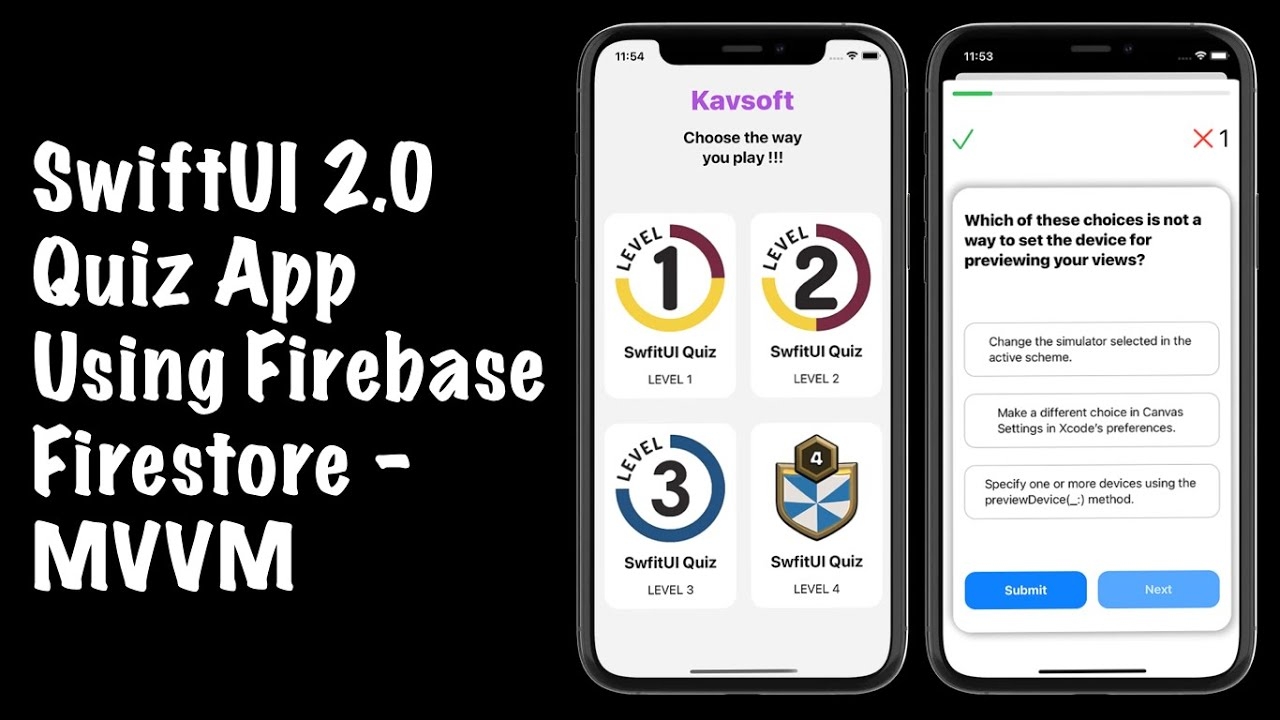 SwiftUI 2.0
Quiz App
Using Firebase
Firestore -
MVVM
11:54
Kavsoft
Choose the way
you play !!!
LEVEL
1
SwfitUI Quiz
LEVEL 1
LEVEL
2
SwfitUI Quiz
LEVEL 2
LEVEL
3
SwfitUI Quiz
LEVEL 3
4
SwfitUI Quiz
LEVEL 4
11:53
1
Which of these choices is not a
way to set the device for
previewing your views?
Change the simulator selected in the
active scheme.
Make a different choice in Canvas
Settings in Xcode's preferences.
Specify one or more devices using the
previewDevice(_:) method.
Submit
Next